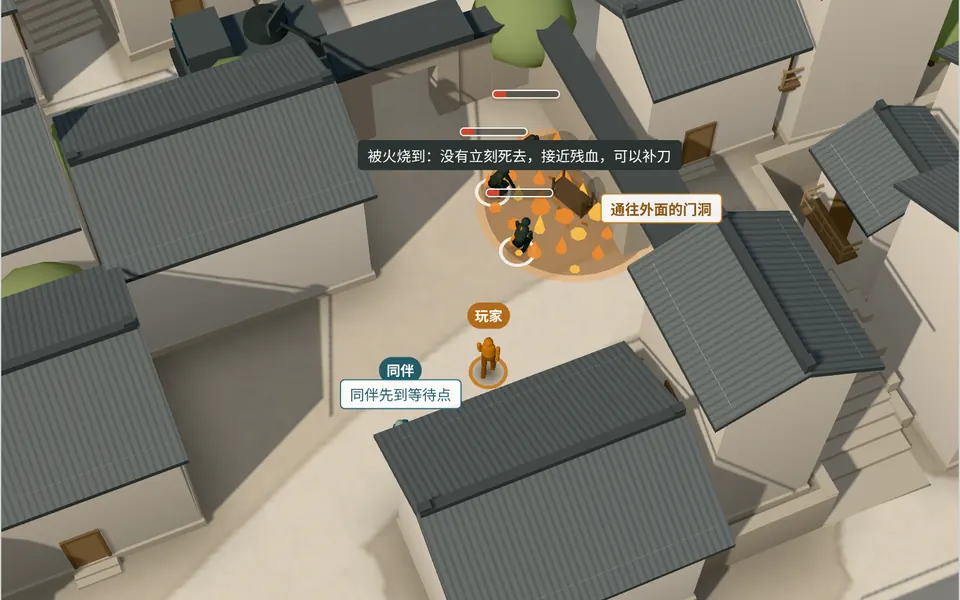 被火烧到：没有立刻死去，接近残血，可以补刀
通往外面的门洞
玩家
同伴
同伴先到等待点